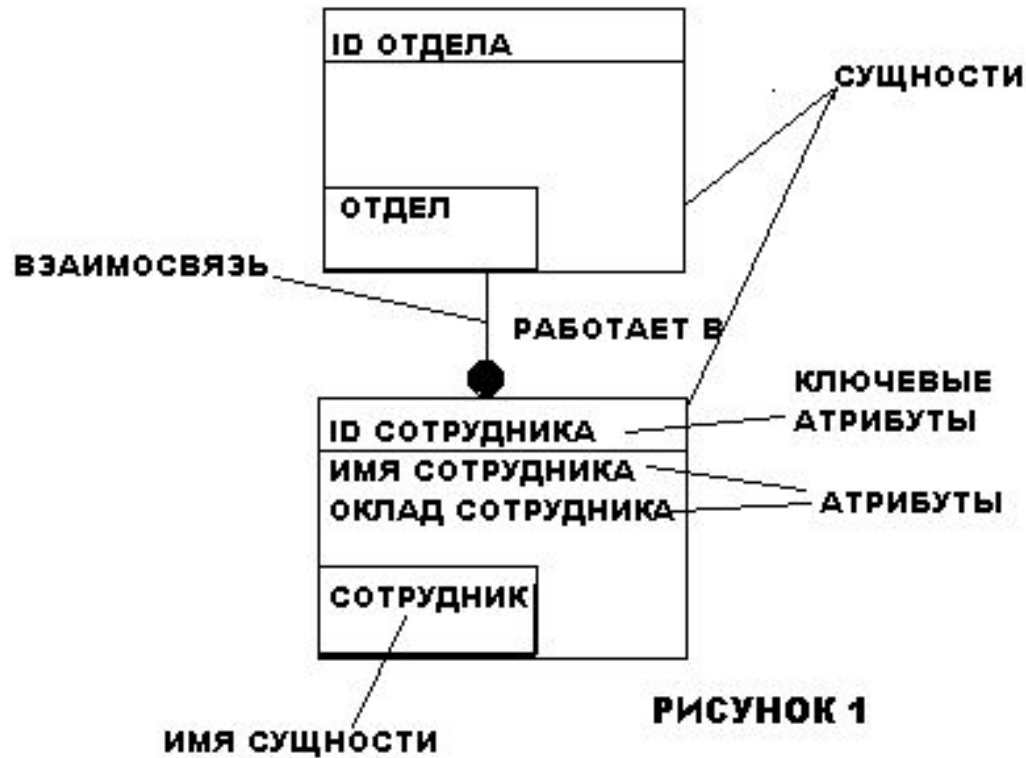 ID ОТДЕЛА
СУЩНОСТИ
ОТДЕЛ
ВЗАИМОСВЯЗЬ
РАБОТАЕТ В
КЛЮЧЕВЫЕ
АТРИБУТЫ
ID СОТРУДНИКА
ИМЯ СОТРУДНИКА
ОКЛАД СОТРУДНИКА
АТРИБУТЫ
СОТРУДНИК
РИСУНОК 1
ИМЯ СУЩНОСТИ